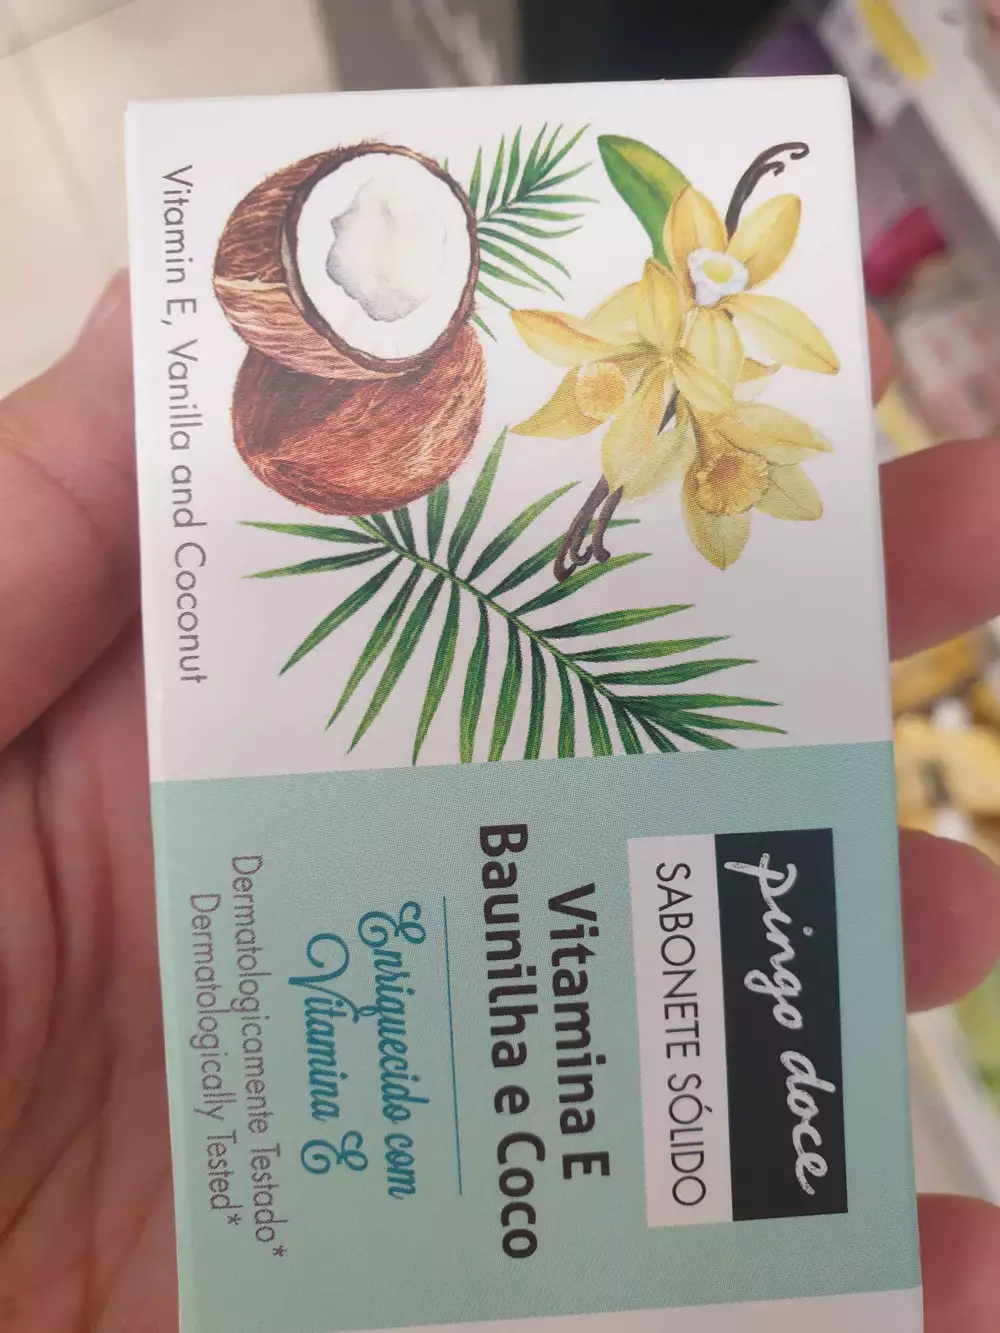 pingo doce
SABONETE SÓLIDO
Vitamina E
Baunilha e Coco
Enriquecido com
Vitamina E
Dermatologicamente Testado*
Dermatologically Tested*
Vitamin E, Vanilla and Coconut